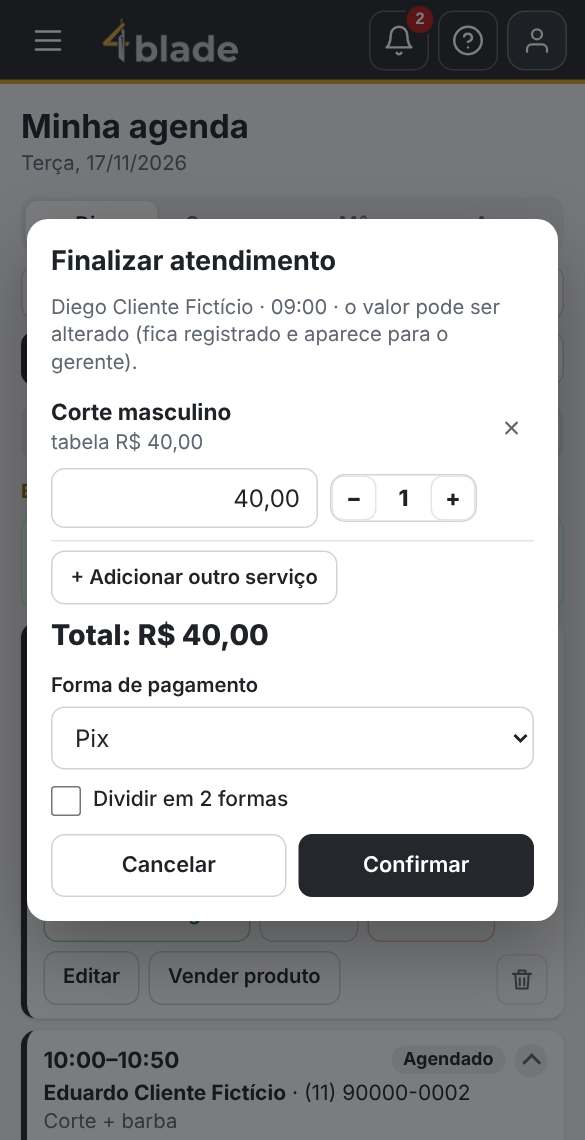 4blade
2
Minha agenda
Terça, 17/11/2026
Finalizar atendimento
Diego Cliente Fictício · 09:00 · o valor pode ser
alterado (fica registrado e aparece para o
gerente).
Corte masculino
tabela R$ 40,00
×
40,00
− 1 +
+ Adicionar outro serviço
Total: R$ 40,00
Forma de pagamento
Pix
Dividir em 2 formas
Cancelar
Confirmar
Editar
Vender produto
10:00–10:50
Agendado
Eduardo Cliente Fictício · (11) 90000-0002
Corte + barba